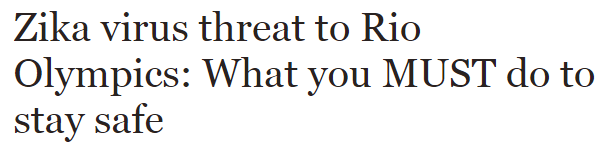 Zika virus threat to Rio
Olympics: What you MUST do to
stay safe